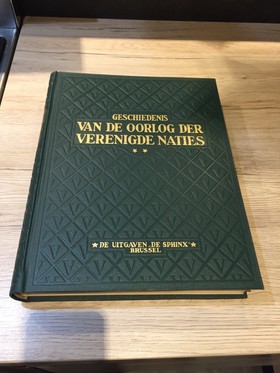 GESCHIEDENIS
VAN DE OORLOG DER
VERENIGDE NATIES
* *
* DE UITGAVEN „DE SPHINX" *
BRUSSEL